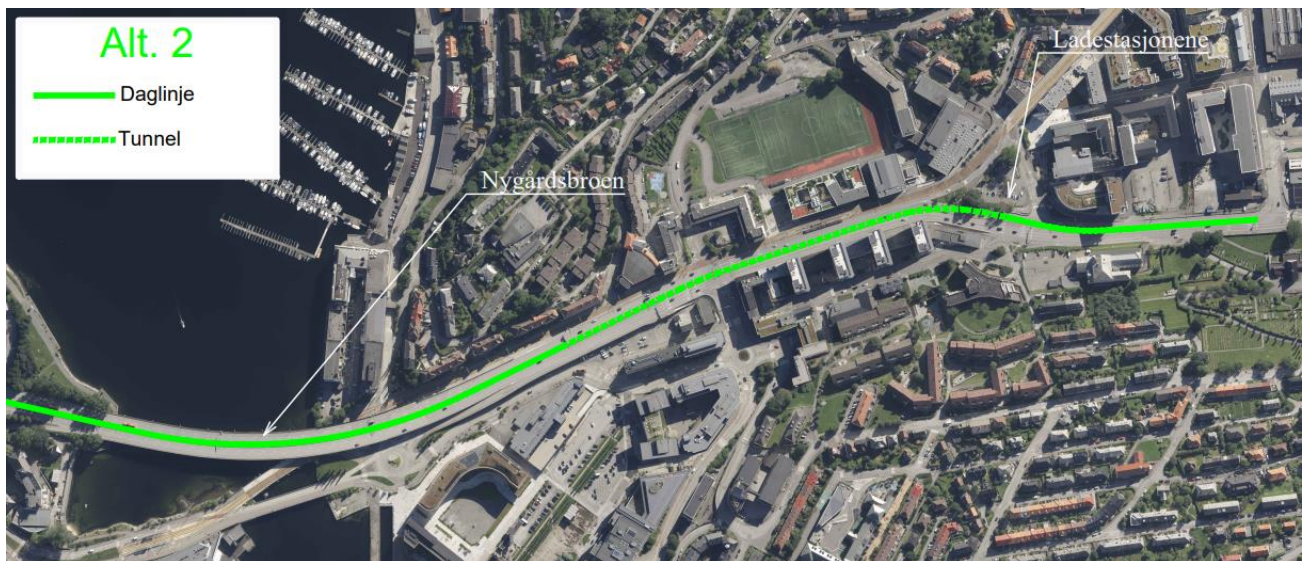 Alt. 2
Daglinje
Tunnel
Nygårdsbroen
Ladestasjonene